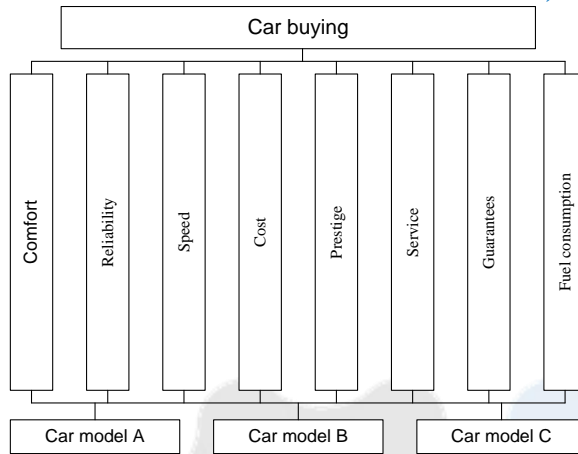 Car buying
Comfort
Reliability
Speed
Cost
Prestige
Service
Guarantees
Fuel consumption
Car model A
Car model B
Car model C